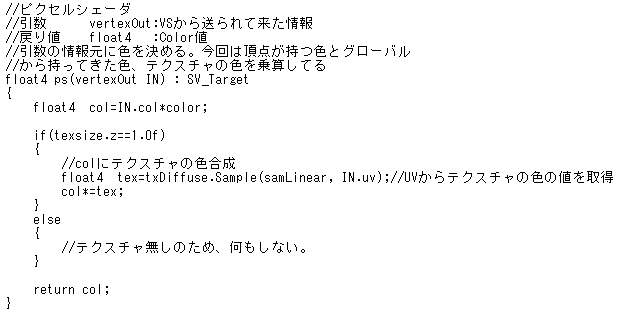 //ピクセルシェーダ
//引数      vertexOut:VSから送られて来た情報
//戻り値    float4   :Color値
//引数の情報元に色を決める。今回は頂点が持つ色とグローバル
//から持ってきた色、テクスチャの色を乗算してる
float4 ps(vertexOut IN) : SV_Target
{
    float4  col=IN.col*color;

    if(texsize.z==1.0f)
    {
        //colにテクスチャの色合成
        float4  tex=txDiffuse.Sample(samLinear, IN.uv);//UVからテクスチャの色の値を取得
        col*=tex;
    }
    else
    {
        //テクスチャ無しのため、何もしない。
    }

    return col;
}